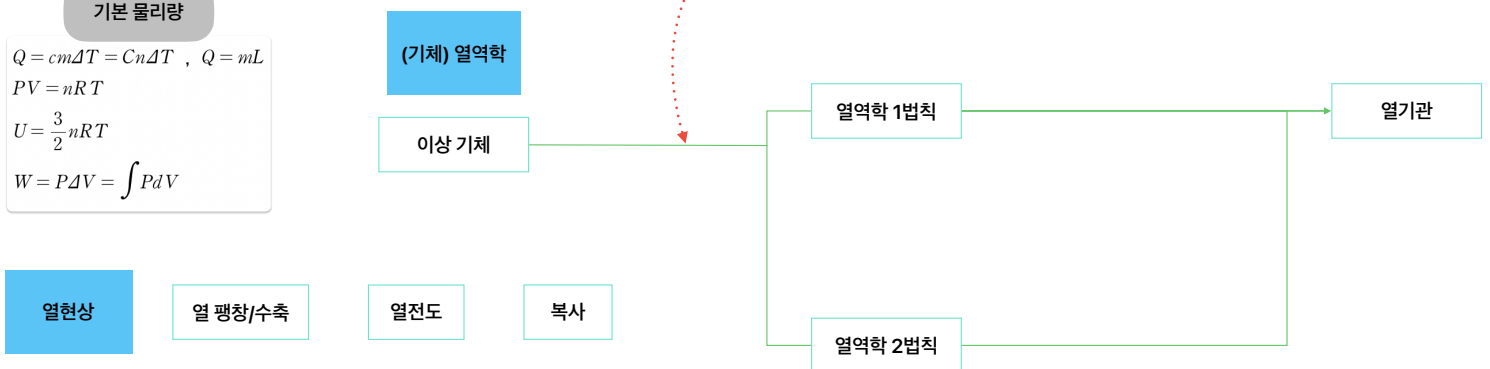 기본 물리량
Q = cmΔT = CnΔT , Q = mL
PV = nRT
U = 3/2 nRT
W = PΔV = ∫PdV
(기체) 열역학
이상 기체
열역학 1법칙
열기관
열현상
열 팽창/수축
열전도
복사
열역학 2법칙